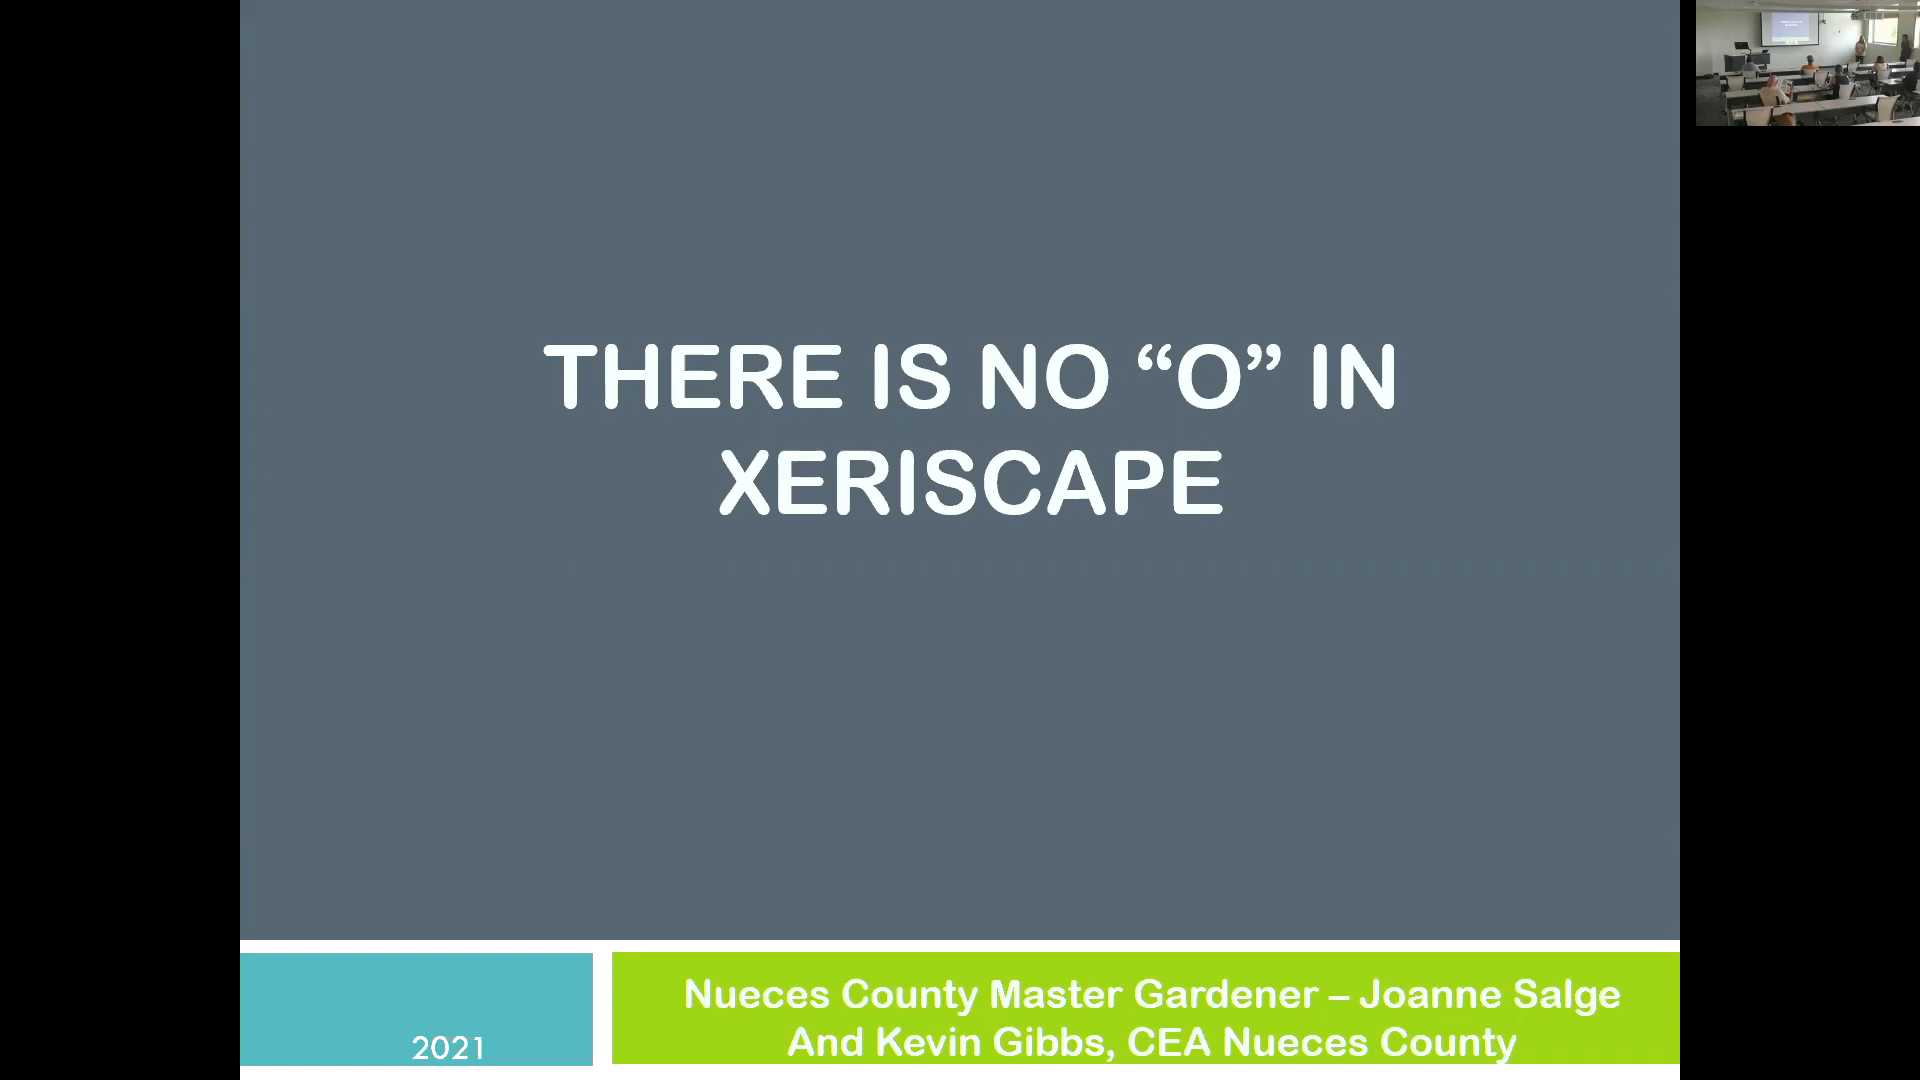 THERE IS NO “O” IN
XERISCAPE
2021
Nueces County Master Gardener – Joanne Salge
And Kevin Gibbs, CEA Nueces County